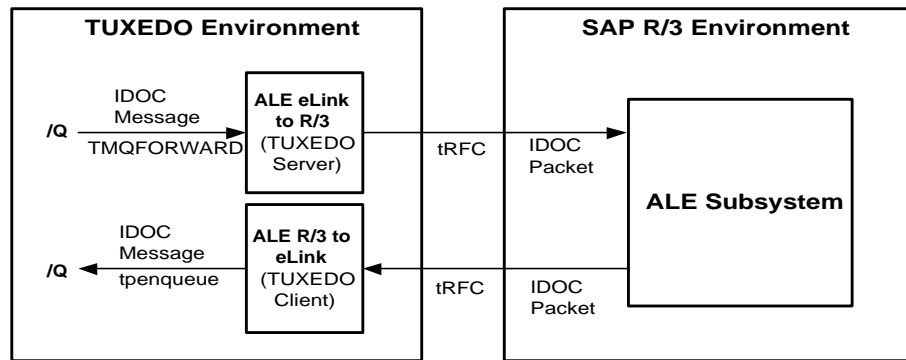 TUXEDO Environment
SAP R/3 Environment
IDOC
Message
/Q
TMQFORWARD
ALE eLink
to R/3
(TUXEDO
Server)
tRFC
IDOC
Packet
ALE Subsystem
IDOC
Message
/Q
tpenqueue
ALE R/3 to
eLink
(TUXEDO
Client)
tRFC
IDOC
Packet